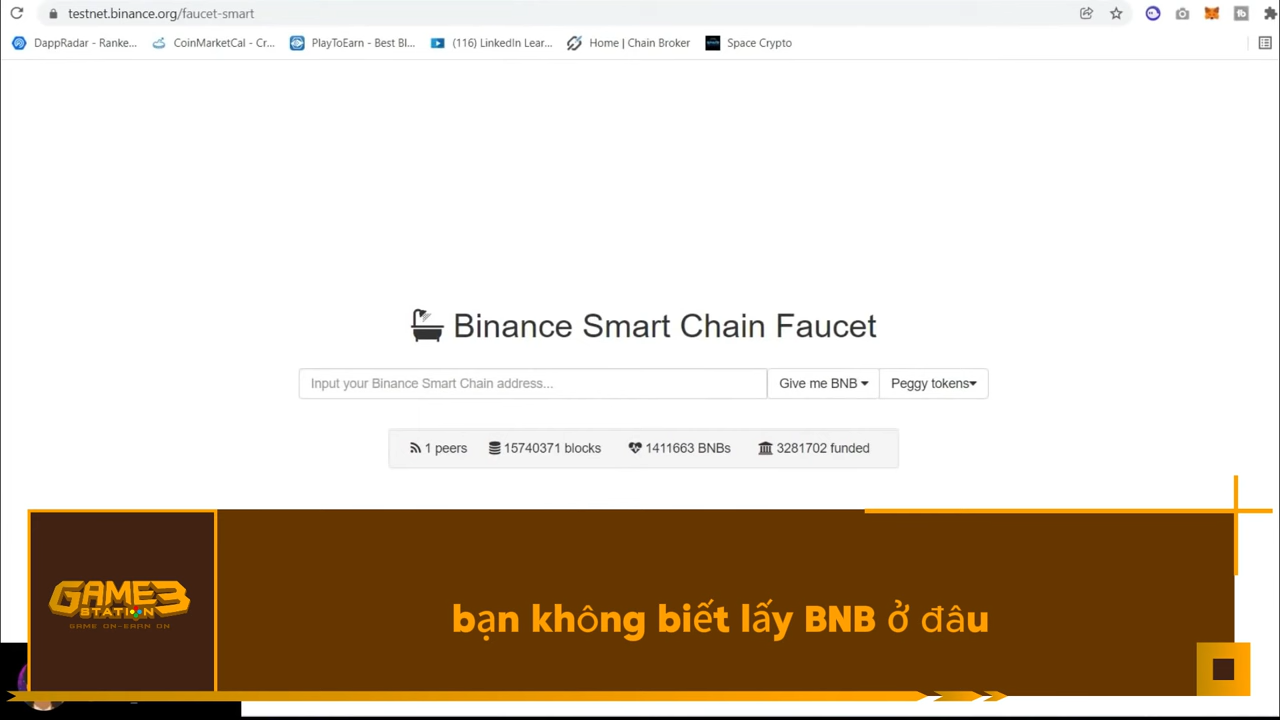 testnet.binance.org/faucet-smart
DappRadar - Ranke... CoinMarketCal - Cr... PlayToEarn - Best Bl... (116) LinkedIn Lear... Home | Chain Broker Space Crypto
Binance Smart Chain Faucet
Input your Binance Smart Chain address... Give me BNB Peggy tokens
1 peers 15740371 blocks 1411663 BNBs 3281702 funded
GAME3
STATION
GAME ON-EARN ON
bạn không biết lấy BNB ở đâu